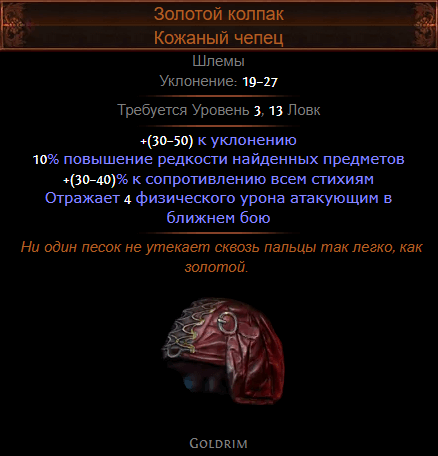 Золотой колпак
Кожаный чепец
Шлемы
Уклонение: 19–27
Требуется Уровень 3, 13 Ловк
+(30–50) к уклонению
10% повышение редкости найденных предметов
+(30–40)% к сопротивлению всем стихиям
Отражает 4 физического урона атакующим в
ближнем бою
Ни один песок не утекает сквозь пальцы так легко, как
золотой.
Goldrim